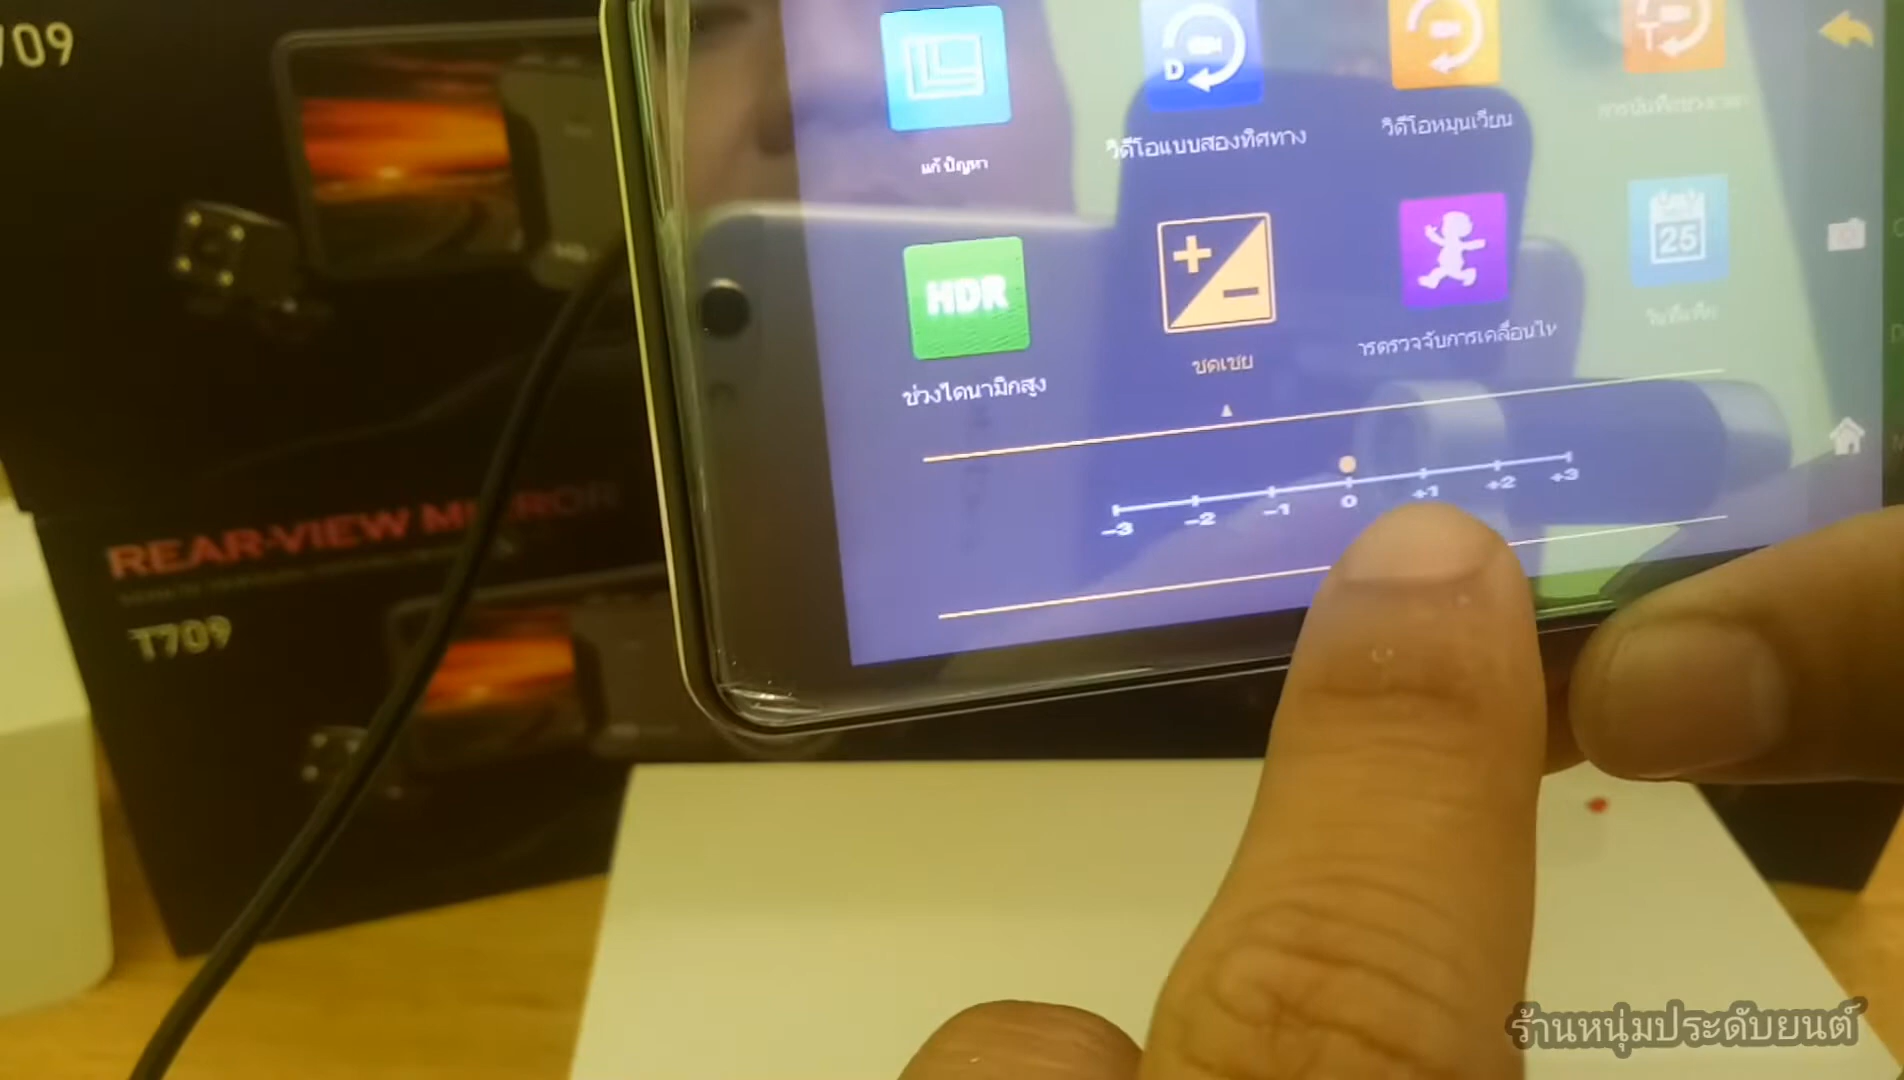 709
D
T
แก้ ปัญหา
วิดีโอแบบสองทิศทาง
วิดีโอหมุนเวียน
HDR
+
-
25
ช่วงไดนามิกสูง
ชดเชย
ารตรวจจับการเคลื่อนไห
-3 -2 -1 0 +1 +2 +3
REAR-VIEW MIRROR
T709
ร้านหนุ่มประดับยนต์